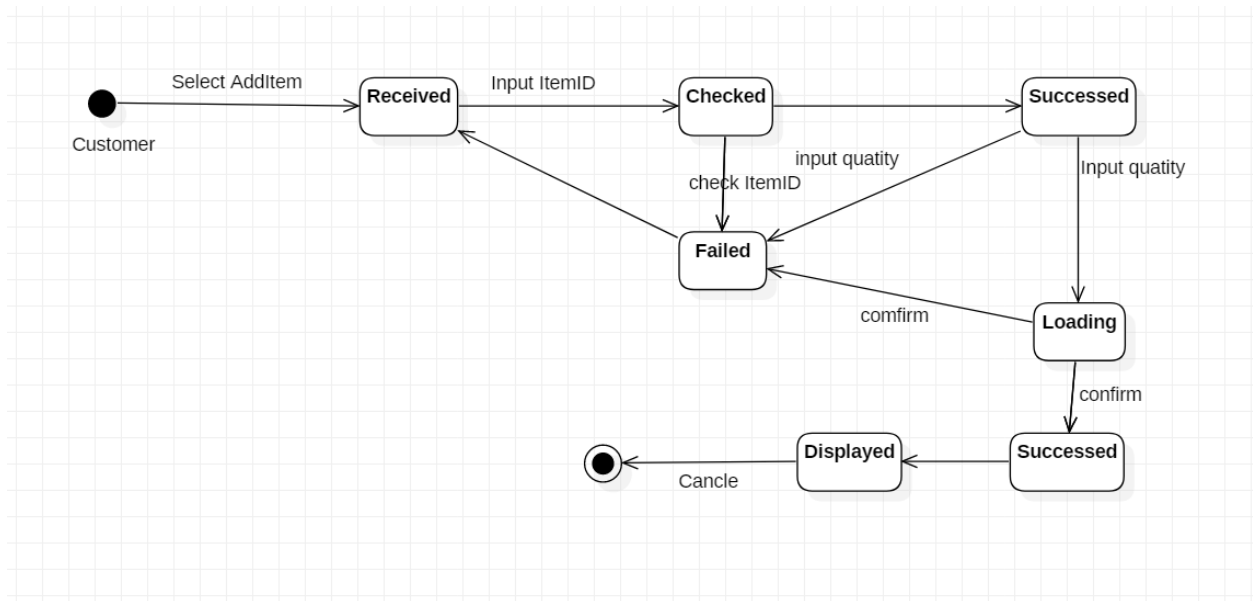 Select AddItem
Received
Input ItemID
Checked
Successed
Customer
input quatity
Input quatity
check ItemID
Failed
comfirm
Loading
confirm
Displayed
Successed
Cancle